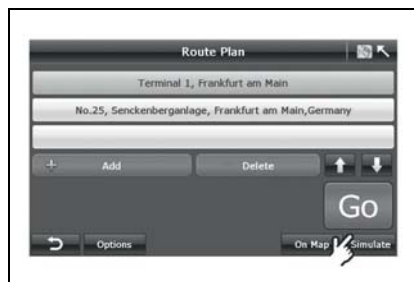 Route Plan
Terminal 1, Frankfurt am Main
No.25, Senckenberganlage, Frankfurt am Main,Germany
Add Delete
Go
Options On Map Simulate